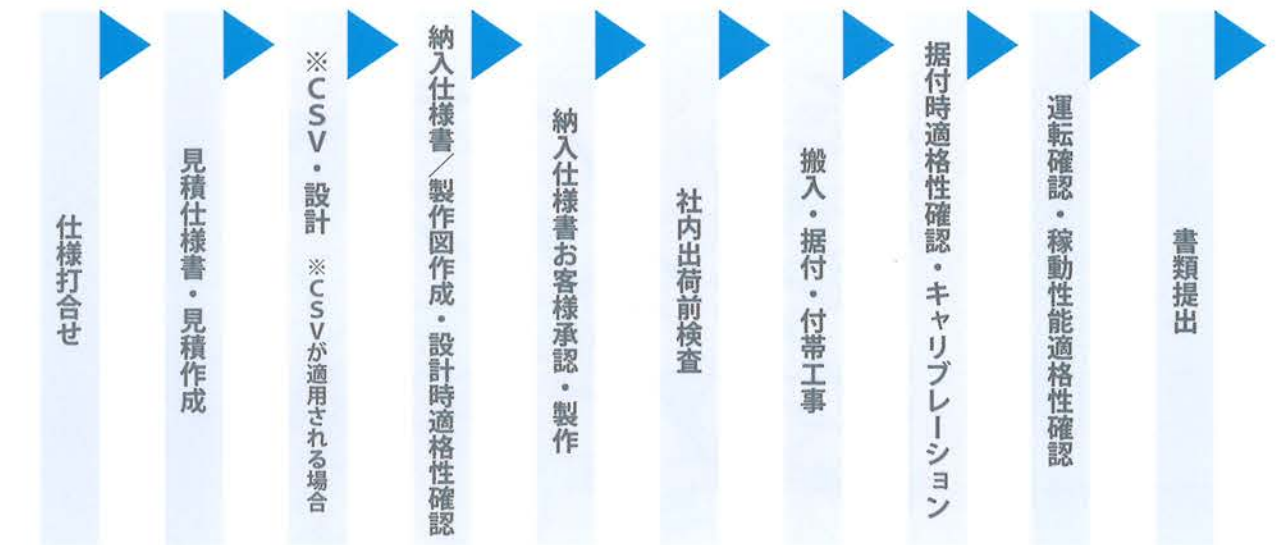 仕様打合せ
見積仕様書・見積作成
※CSV・設計 ※CSVが適用される場合
納入仕様書／製作図作成・設計時適格性確認
納入仕様書お客様承認・製作
社内出荷前検査
搬入・据付・付帯工事
据付時適格性確認・キャリブレーション
運転確認・稼動性能適格性確認
書類提出